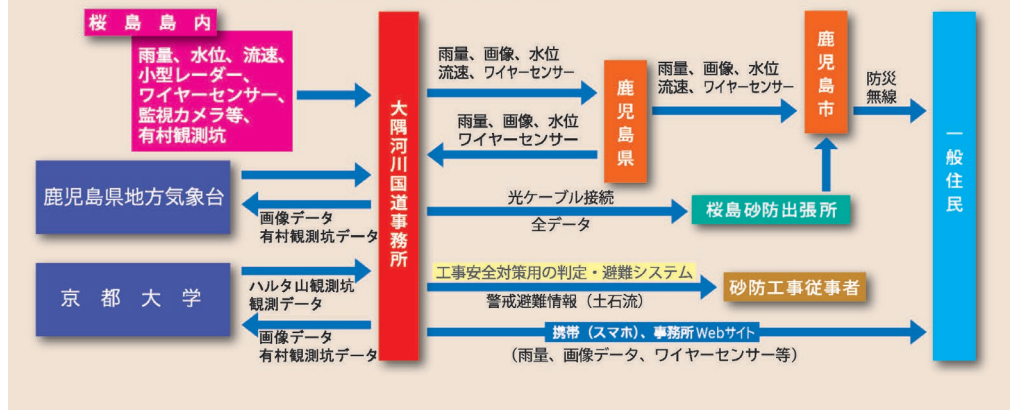 桜島島内
雨量、水位、流速、
小型レーダー、
ワイヤーセンサー、
監視カメラ等、
有村観測坑
鹿児島県地方気象台
画像データ
有村観測坑データ
京都大学
ハルタ山観測坑
観測データ
画像データ
有村観測坑データ
大隅河川国道事務所
雨量、画像、水位
流速、ワイヤーセンサー
雨量、画像、水位
ワイヤーセンサー
鹿児島県
雨量、画像、水位
流速、ワイヤーセンサー
鹿児島市
防災
無線
光ケーブル接続
全データ
桜島砂防出張所
工事安全対策用の判定・避難システム
警戒避難情報（土石流）
砂防工事従事者
携帯（スマホ）、事務所Webサイト
（雨量、画像データ、ワイヤーセンサー等）
一般住民